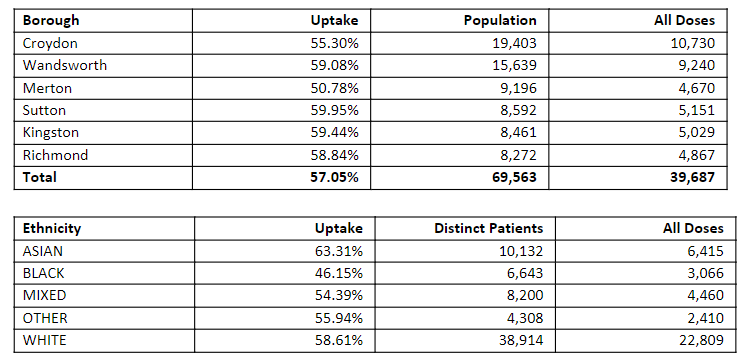 Borough Uptake Population All Doses
Croydon 55.30% 19,403 10,730
Wandsworth 59.08% 15,639 9,240
Merton 50.78% 9,196 4,670
Sutton 59.95% 8,592 5,151
Kingston 59.44% 8,461 5,029
Richmond 58.84% 8,272 4,867
Total 57.05% 69,563 39,687
Ethnicity Uptake Distinct Patients All Doses
ASIAN 63.31% 10,132 6,415
BLACK 46.15% 6,643 3,066
MIXED 54.39% 8,200 4,460
OTHER 55.94% 4,308 2,410
WHITE 58.61% 38,914 22,809